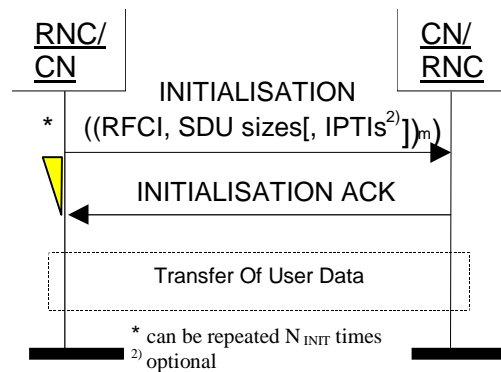 RNC/
CN
CN/
RNC
INITIALISATION
* ((RFCI, SDU sizes[, IPTIs2)])m)
INITIALISATION ACK
Transfer Of User Data
* can be repeated NINIT times
2) optional